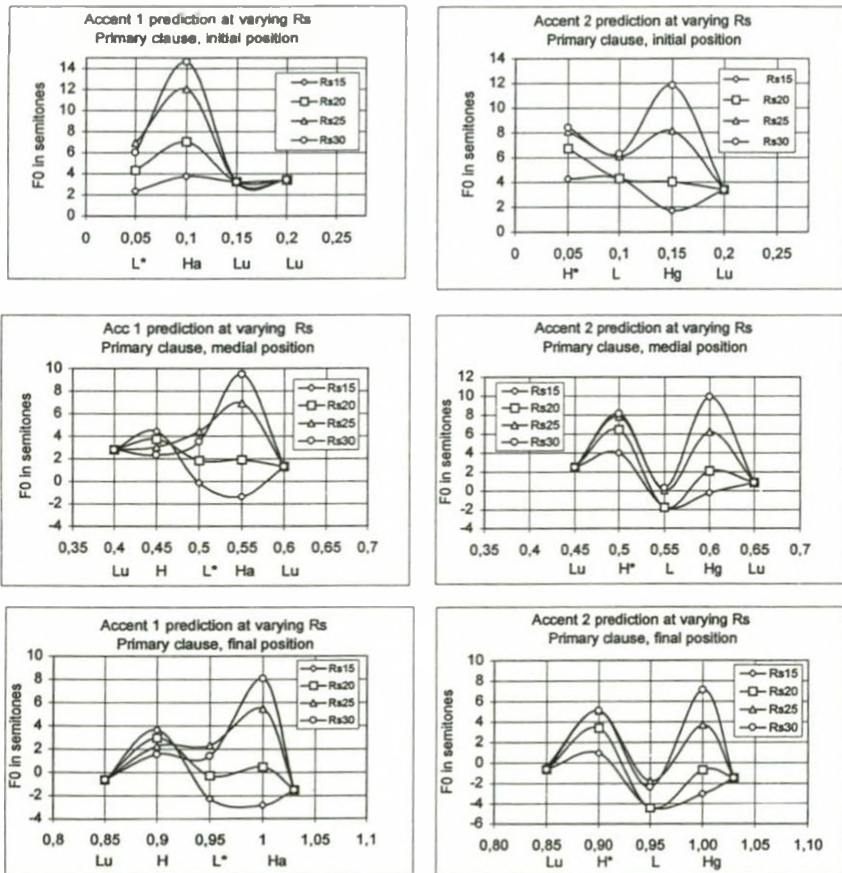 Accent 1 prediction at varying Rs
Primary clause, initial position
F0 in semitones
14
12
10
8
6
4
2
0
Rs15
Rs20
Rs25
Rs30
0 0,05 0,1 0,15 0,2 0,25
L* Ha Lu Lu
Accent 2 prediction at varying Rs
Primary clause, initial position
F0 in semitones
14
12
10
8
6
4
2
0
Rs15
Rs20
Rs25
Rs30
0 0,05 0,1 0,15 0,2 0,25
H* L Hg Lu
Acc 1 prediction at varying Rs
Primary clause, medial position
F0 in semitones
10
8
6
4
2
0
-2
-4
Rs15
Rs20
Rs25
Rs30
0,35 0,4 0,45 0,5 0,55 0,6 0,65 0,7
Lu H L* Ha Lu
Accent 2 prediction at varying Rs
Primary clause, medial position
F0 in semitones
12
10
8
6
4
2
0
-2
-4
Rs15
Rs20
Rs25
Rs30
0,35 0,4 0,45 0,5 0,55 0,6 0,65 0,7
Lu H* L Hg Lu
Accent 1 prediction at varying Rs
Primary clause, final position
F0 in semitones
10
8
6
4
2
0
-2
-4
Rs15
Rs20
Rs25
Rs30
0,8 0,85 0,9 0,95 1 1,05 1,1
Lu H L* Ha
Accent 2 prediction at varying Rs
Primary clause, final position
F0 in semitones
10
8
6
4
2
0
-2
-4
-6
Rs15
Rs20
Rs25
Rs30
0,80 0,85 0,90 0,95 1,00 1,05 1,10
Lu H* L Hg